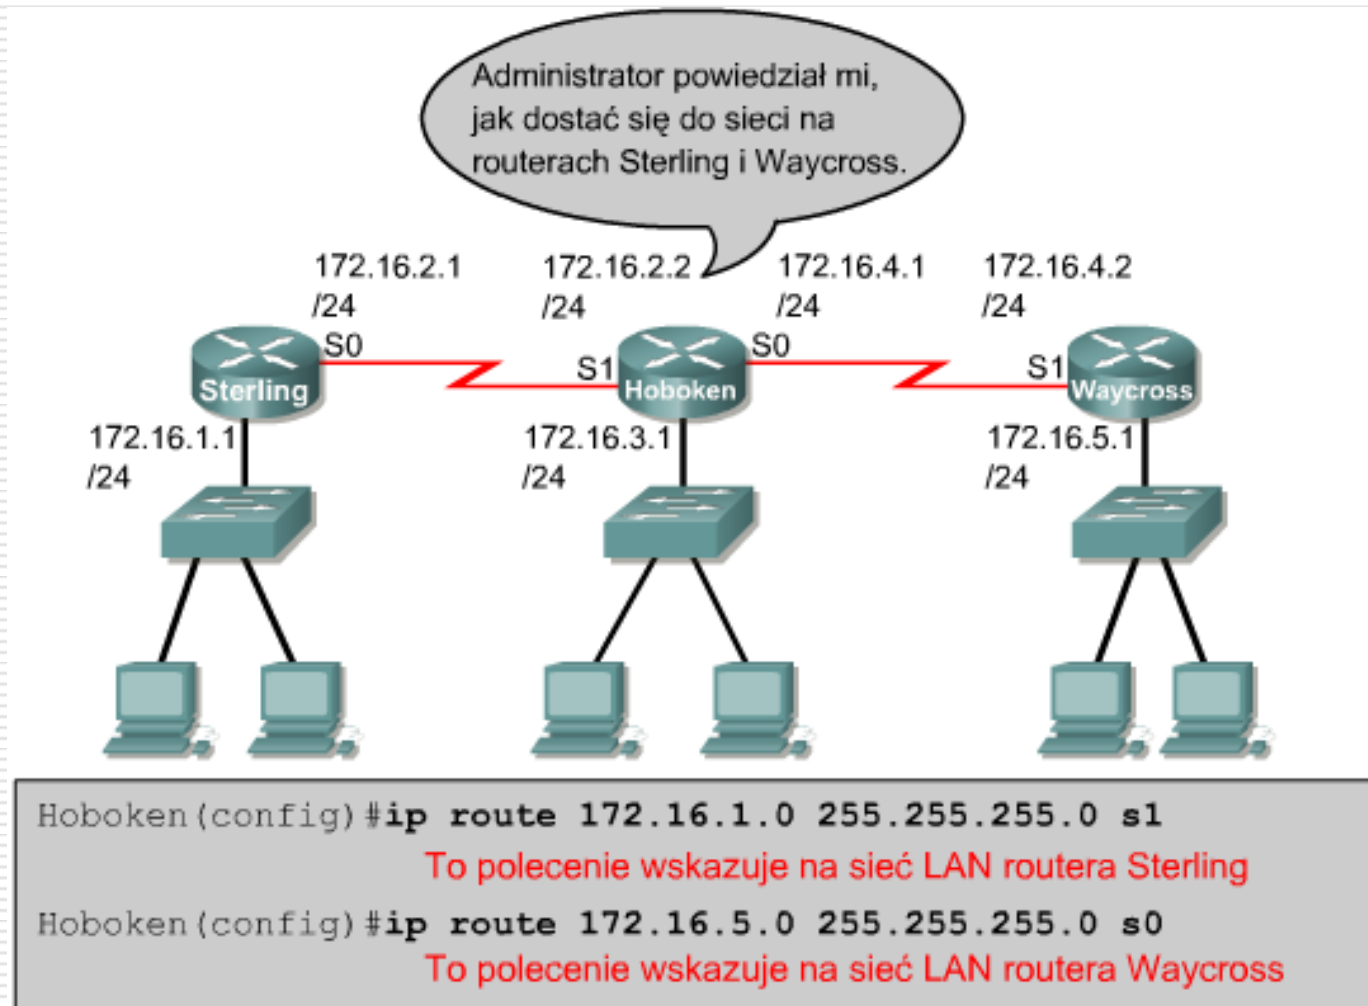 Administrator powiedział mi,
jak dostać się do sieci na
routerach Sterling i Waycross.
172.16.2.1
/24
172.16.2.2
/24
172.16.4.1
/24
172.16.4.2
/24
S0
S1
S0
S1
Sterling
Hoboken
Waycross
172.16.1.1
/24
172.16.3.1
/24
172.16.5.1
/24
Hoboken(config)#ip route 172.16.1.0 255.255.255.0 s1
To polecenie wskazuje na sieć LAN routera Sterling
Hoboken(config)#ip route 172.16.5.0 255.255.255.0 s0
To polecenie wskazuje na sieć LAN routera Waycross